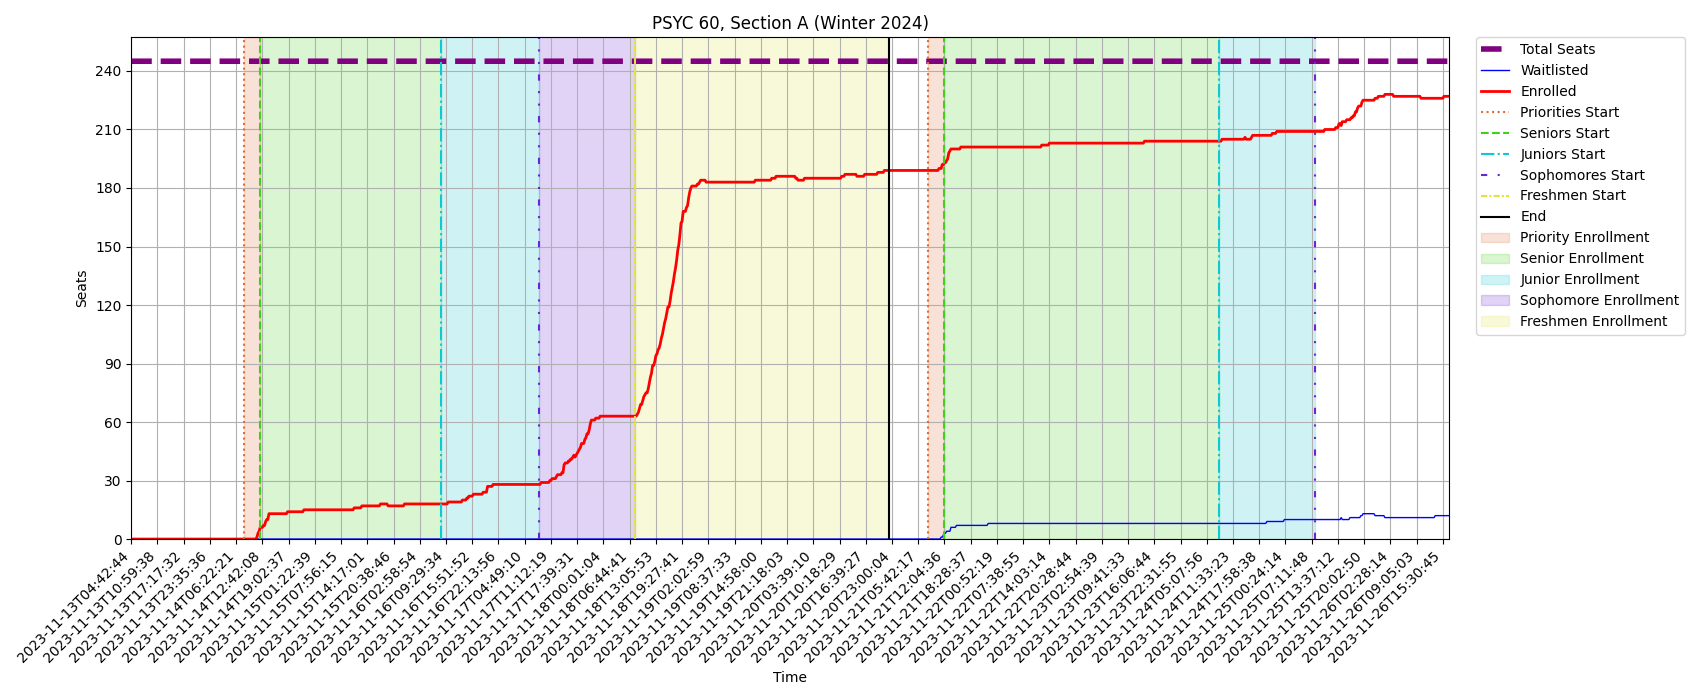 PSYC 60, Section A (Winter 2024)
Seats
240
210
180
150
120
90
60
30
0
2023-11-13T04:42:44
2023-11-13T10:59:38
2023-11-13T17:17:32
2023-11-13T23:35:36
2023-11-14T06:22:21
2023-11-14T12:42:08
2023-11-14T19:02:37
2023-11-15T01:22:39
2023-11-15T07:56:15
2023-11-15T14:17:01
2023-11-15T20:38:46
2023-11-16T02:58:54
2023-11-16T09:29:34
2023-11-16T15:51:52
2023-11-16T22:13:56
2023-11-17T04:49:10
2023-11-17T11:12:19
2023-11-17T17:39:31
2023-11-18T00:01:04
2023-11-18T06:44:41
2023-11-18T13:05:53
2023-11-18T19:27:41
2023-11-19T02:02:59
2023-11-19T08:37:33
2023-11-19T14:58:00
2023-11-19T21:18:03
2023-11-20T03:39:10
2023-11-20T10:18:29
2023-11-20T16:39:27
2023-11-20T23:00:04
2023-11-21T05:42:17
2023-11-21T12:04:36
2023-11-21T18:28:37
2023-11-22T00:52:19
2023-11-22T07:38:55
2023-11-22T14:03:14
2023-11-22T20:28:44
2023-11-23T02:54:39
2023-11-23T09:41:33
2023-11-23T16:06:44
2023-11-23T22:31:55
2023-11-24T05:07:56
2023-11-24T11:33:23
2023-11-24T17:58:38
2023-11-25T00:24:14
2023-11-25T07:11:48
2023-11-25T13:37:12
2023-11-25T20:02:50
2023-11-26T02:28:14
2023-11-26T09:05:03
2023-11-26T15:30:45
Time
Total Seats
Waitlisted
Enrolled
Priorities Start
Seniors Start
Juniors Start
Sophomores Start
Freshmen Start
End
Priority Enrollment
Senior Enrollment
Junior Enrollment
Sophomore Enrollment
Freshmen Enrollment